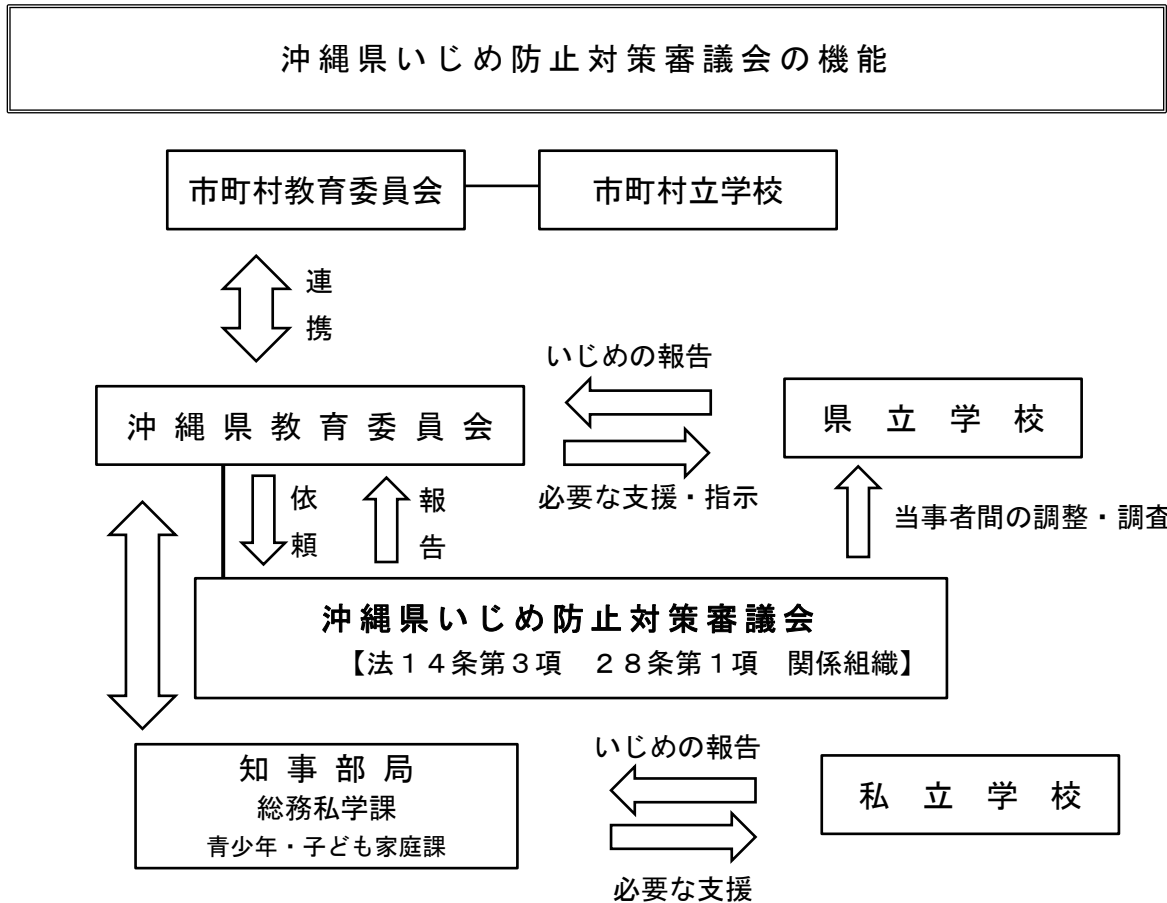 沖縄県いじめ防止対策審議会の機能
市町村教育委員会
市町村立学校
連携
いじめの報告
沖縄県教育委員会
県立学校
必要な支援・指示
依頼
報告
当事者間の調整・調査
沖縄県いじめ防止対策審議会
【法14条第3項　28条第1項　関係組織】
知事部局
総務私学課
青少年・子ども家庭課
いじめの報告
私立学校
必要な支援